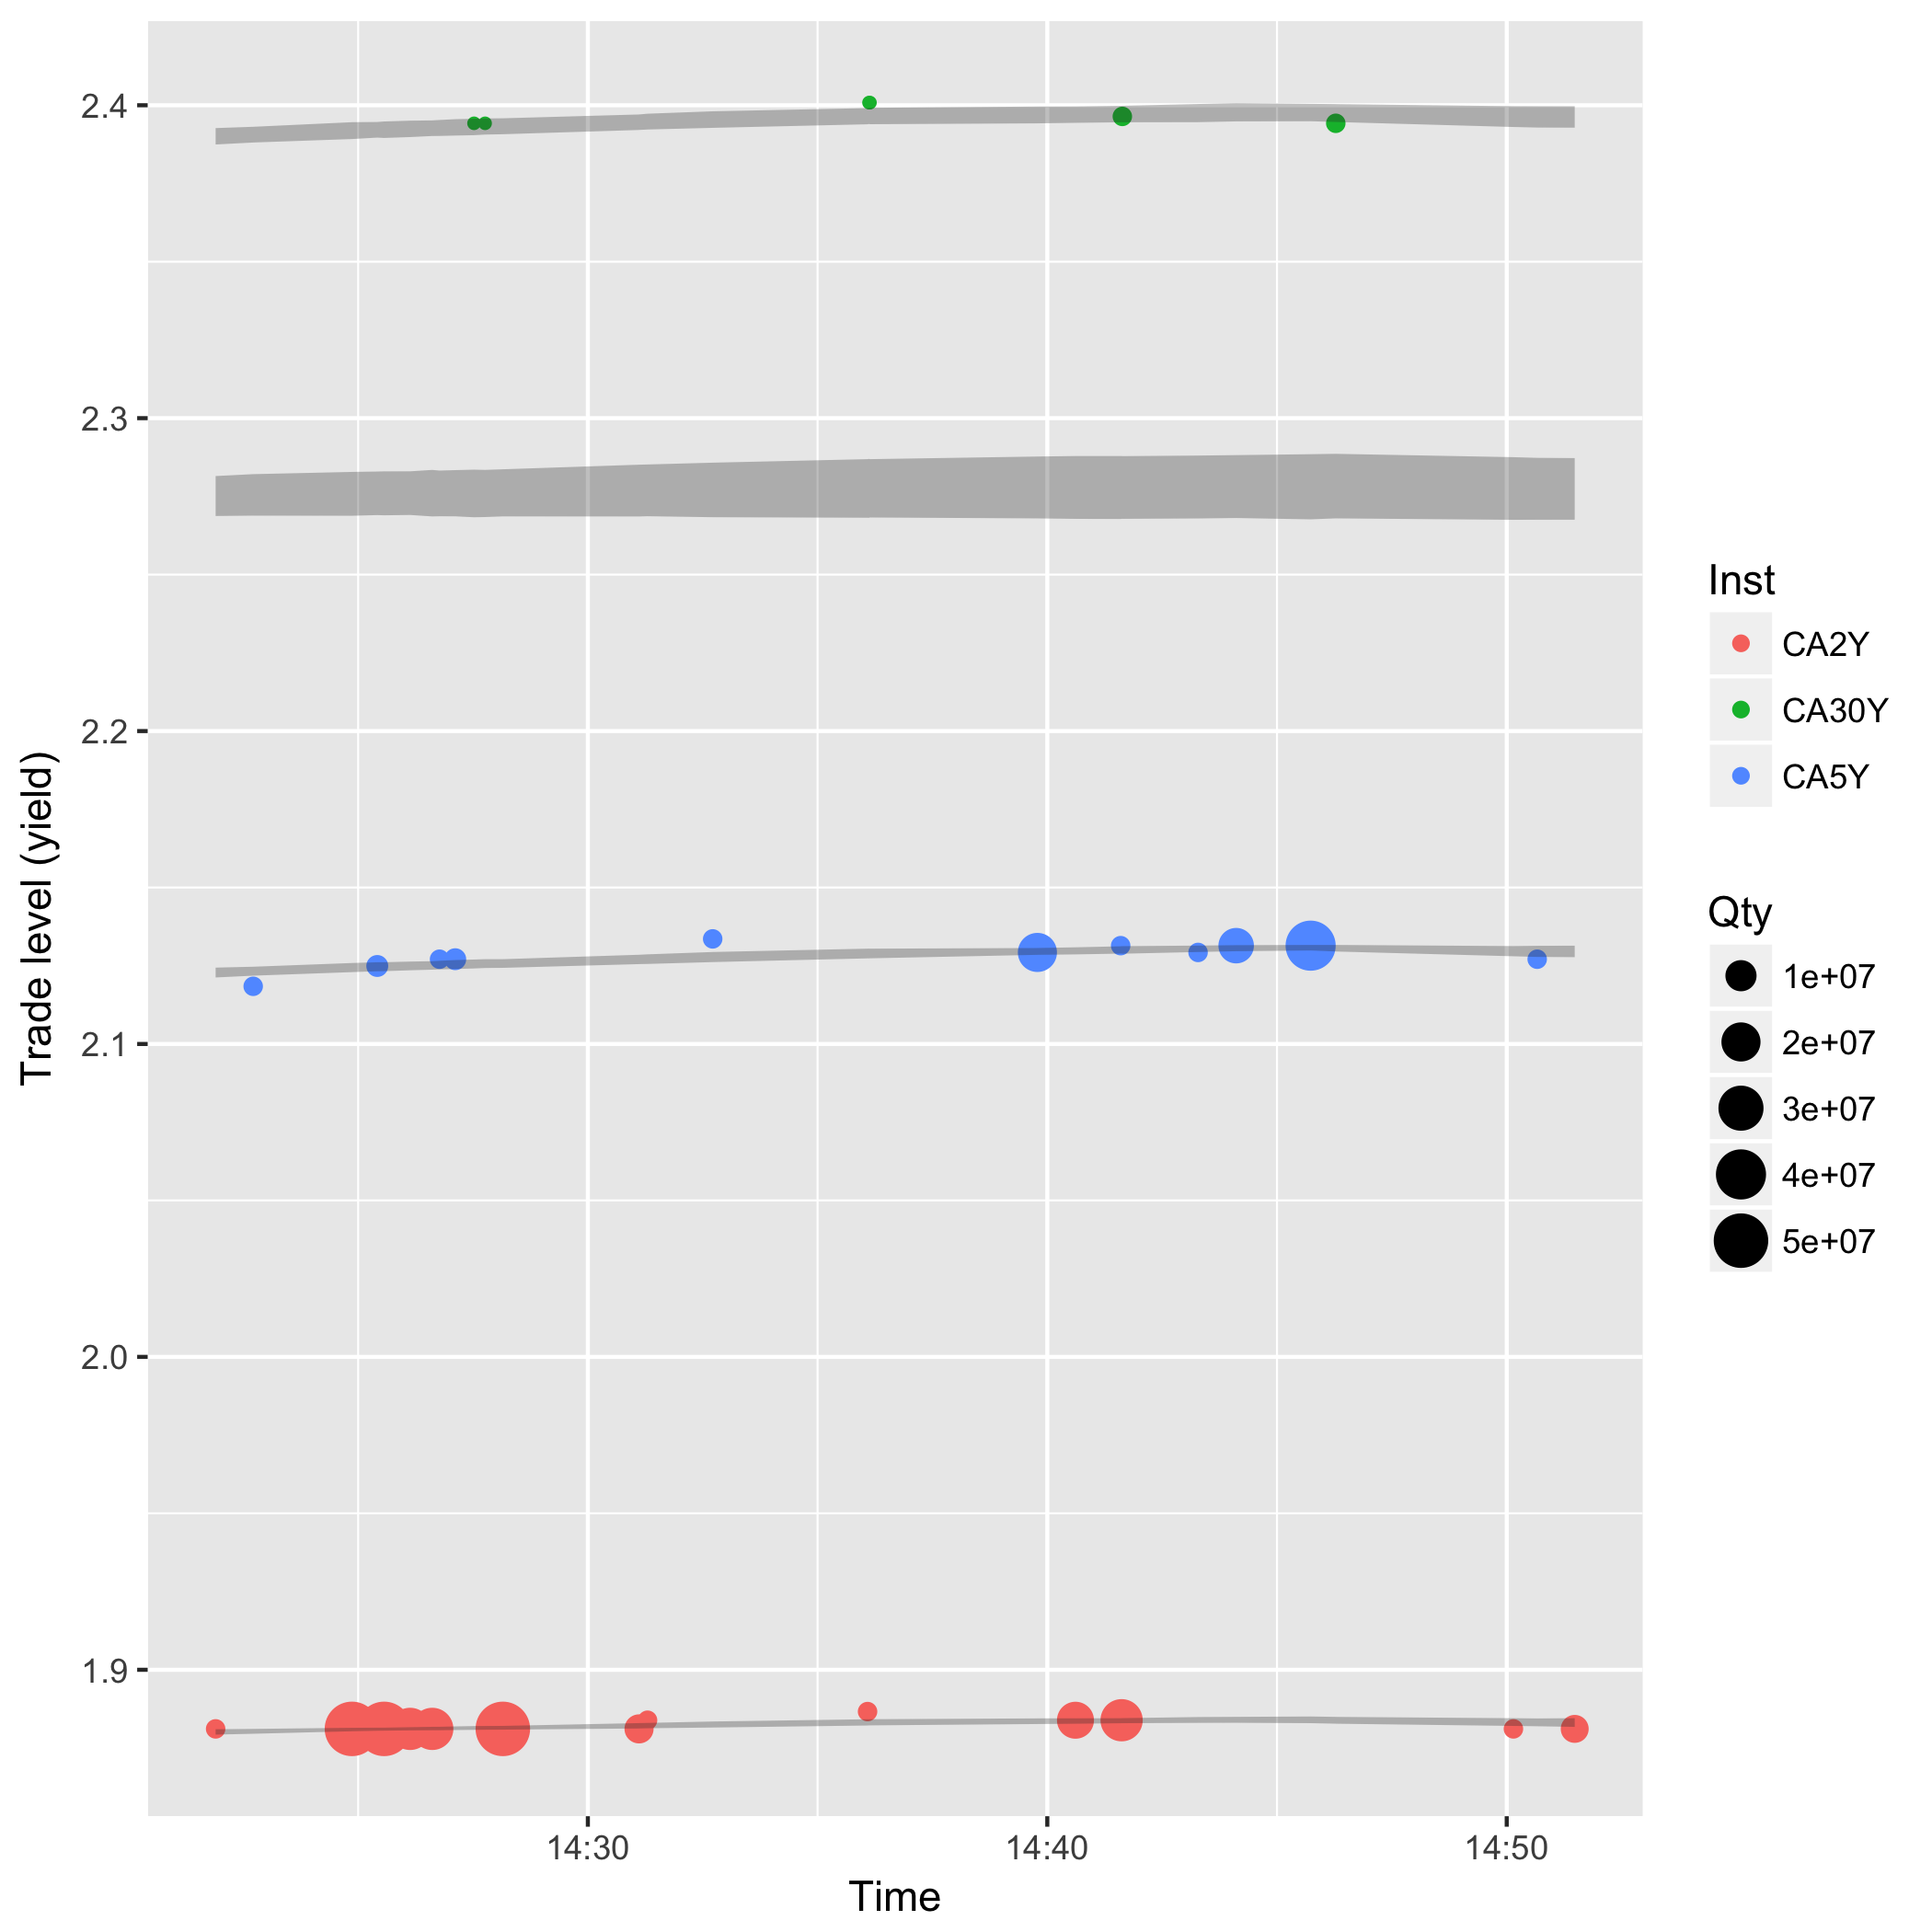 2.4
2.3
2.2
2.1
2.0
1.9
Trade level (yield)
14:30
14:40
14:50
Time
Inst
CA2Y
CA30Y
CA5Y
Qty
1e+07
2e+07
3e+07
4e+07
5e+07